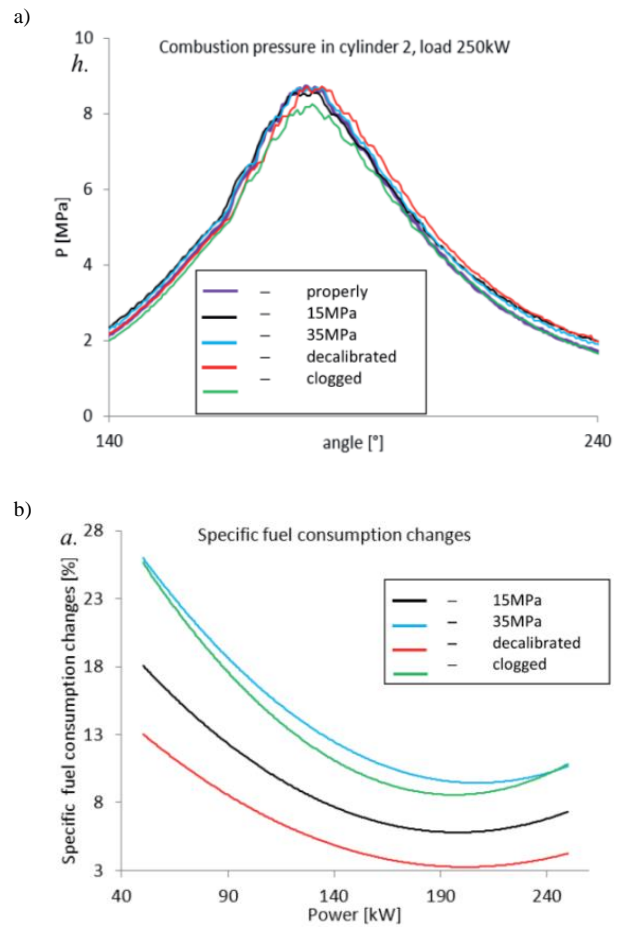 a)
Combustion pressure in cylinder 2, load 250kW
h.
10
8
6
4
2
0
P [MPa]
– properly
– 15MPa
– 35MPa
– decalibrated
– clogged
140 angle [°] 240
b)
Specific fuel consumption changes
a.
28
23
18
13
8
3
Specific fuel consumption changes [%]
– 15MPa
– 35MPa
– decalibrated
– clogged
40 90 140 190 240
Power [kW]